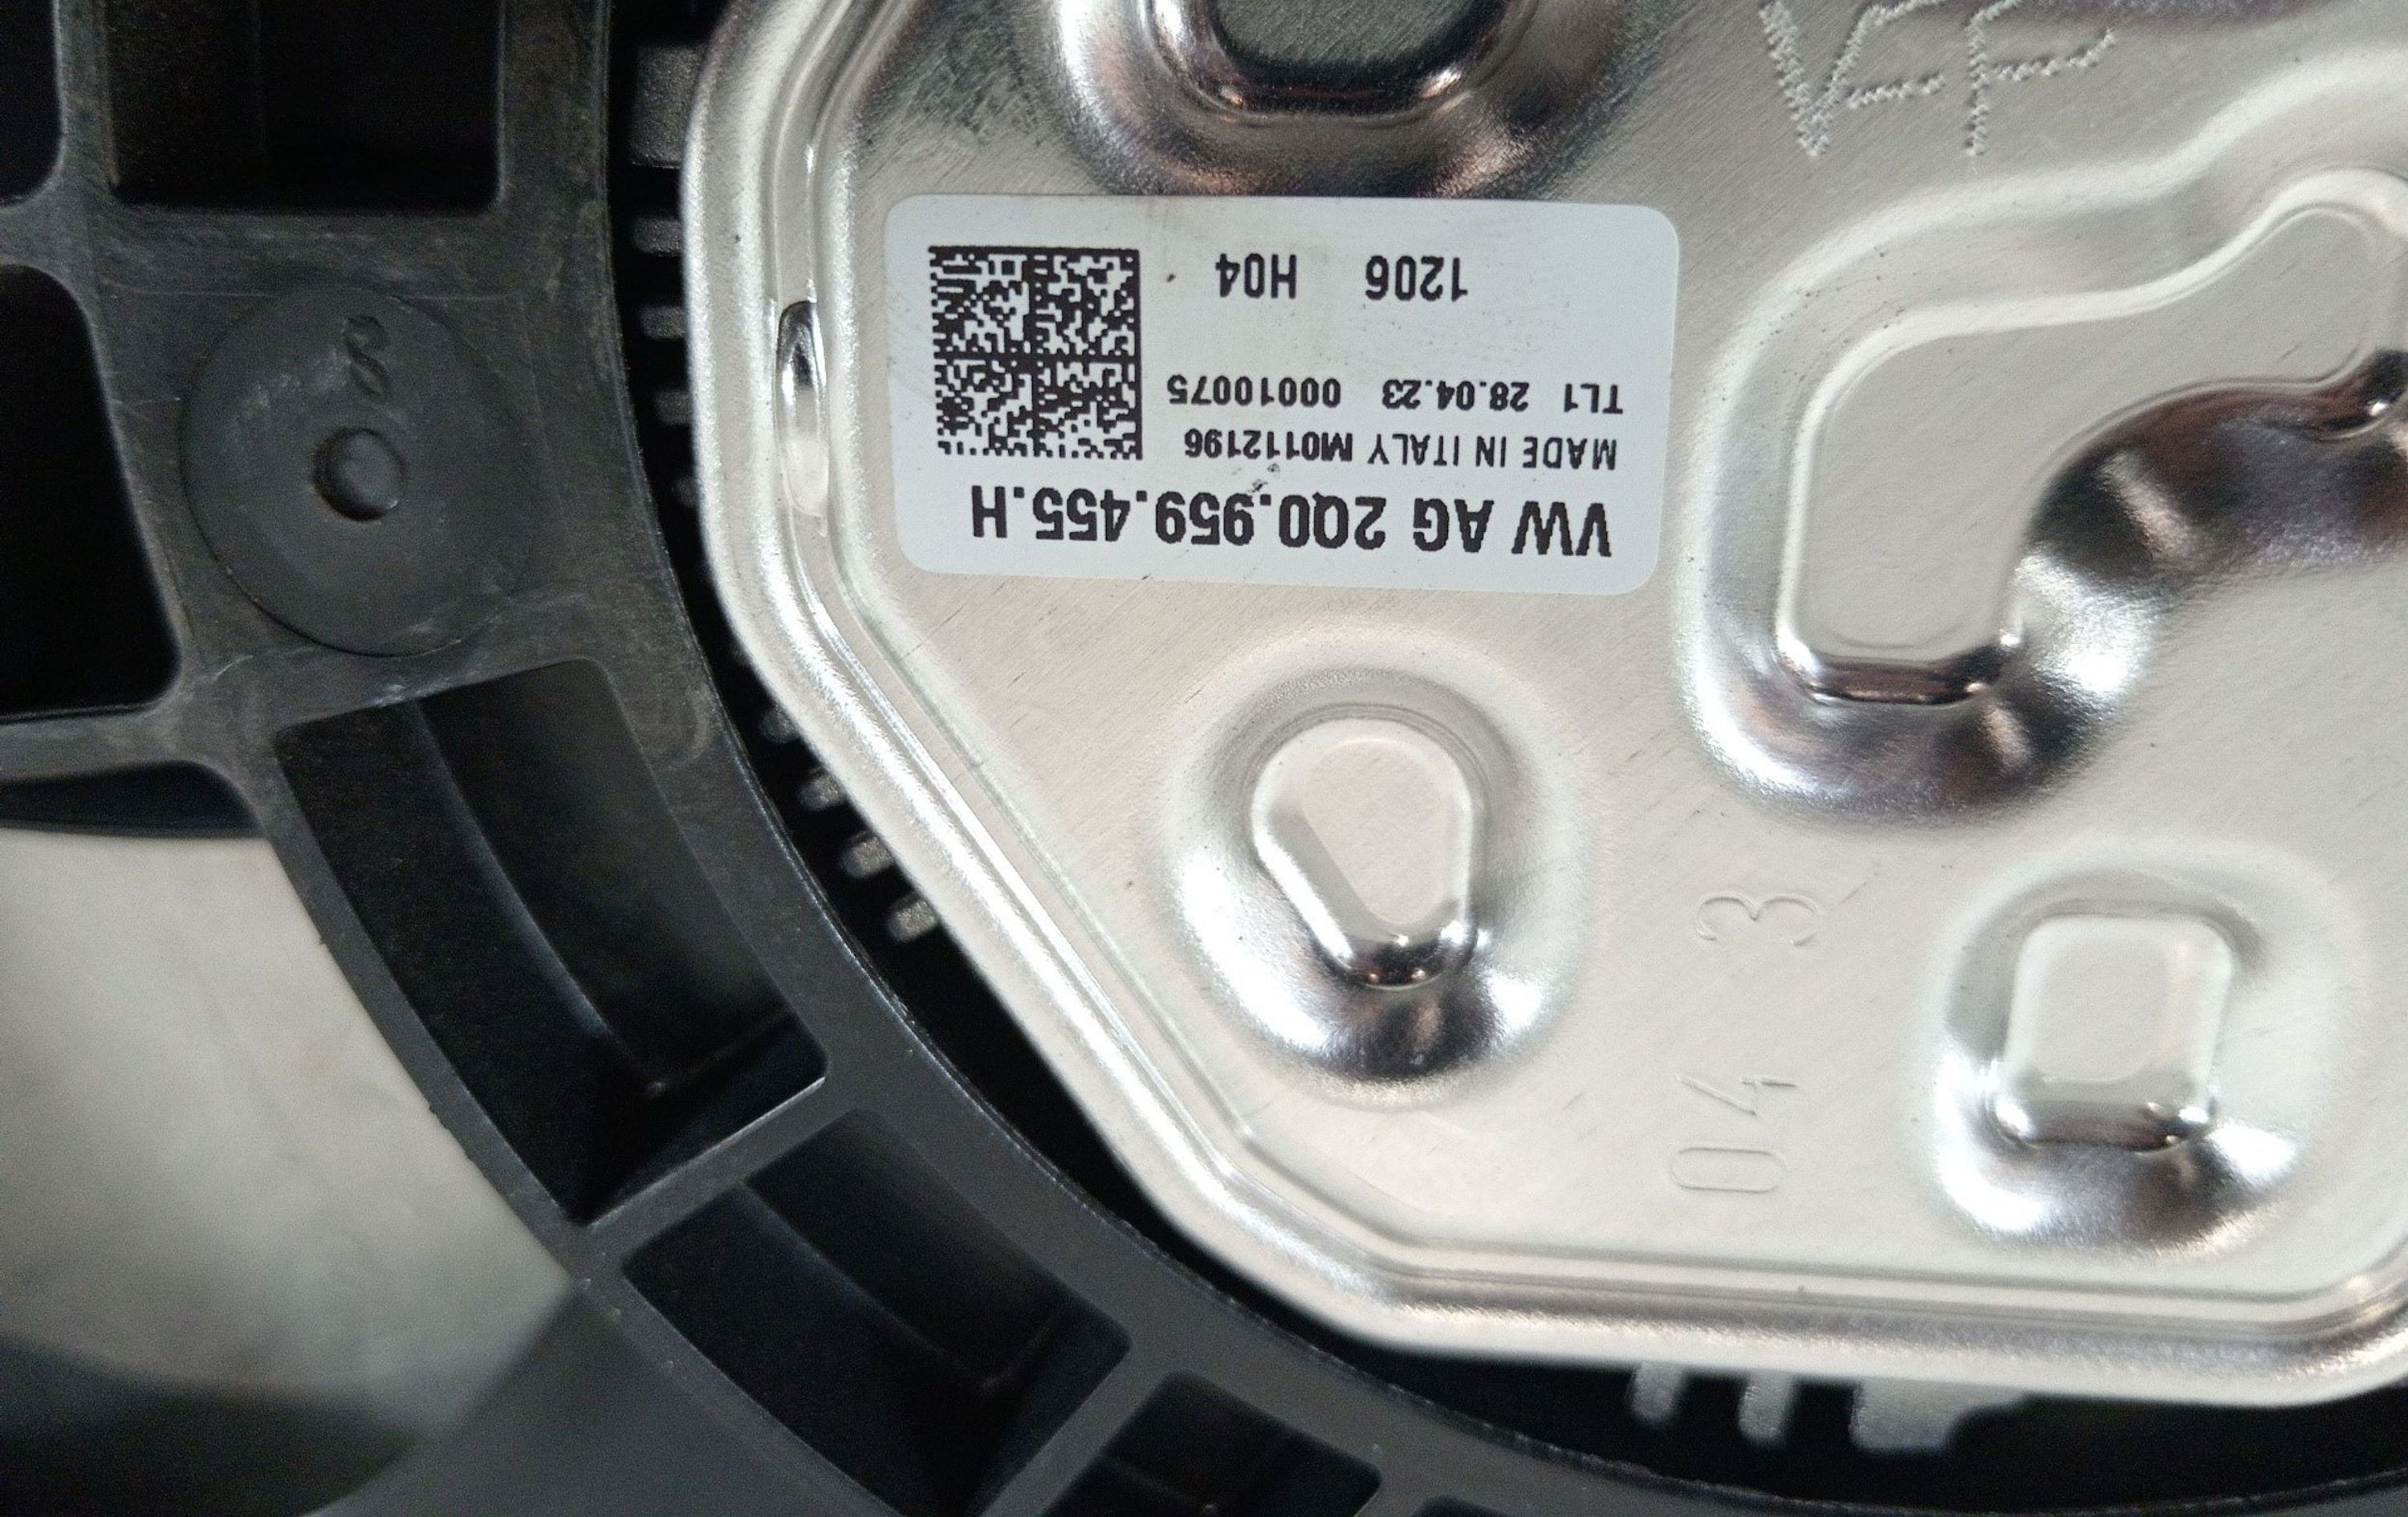 VW AG 2Q0.959.455.H
MADE IN ITALY M0112196
TL1 28.04.23 00010075
1206 H04
04 3